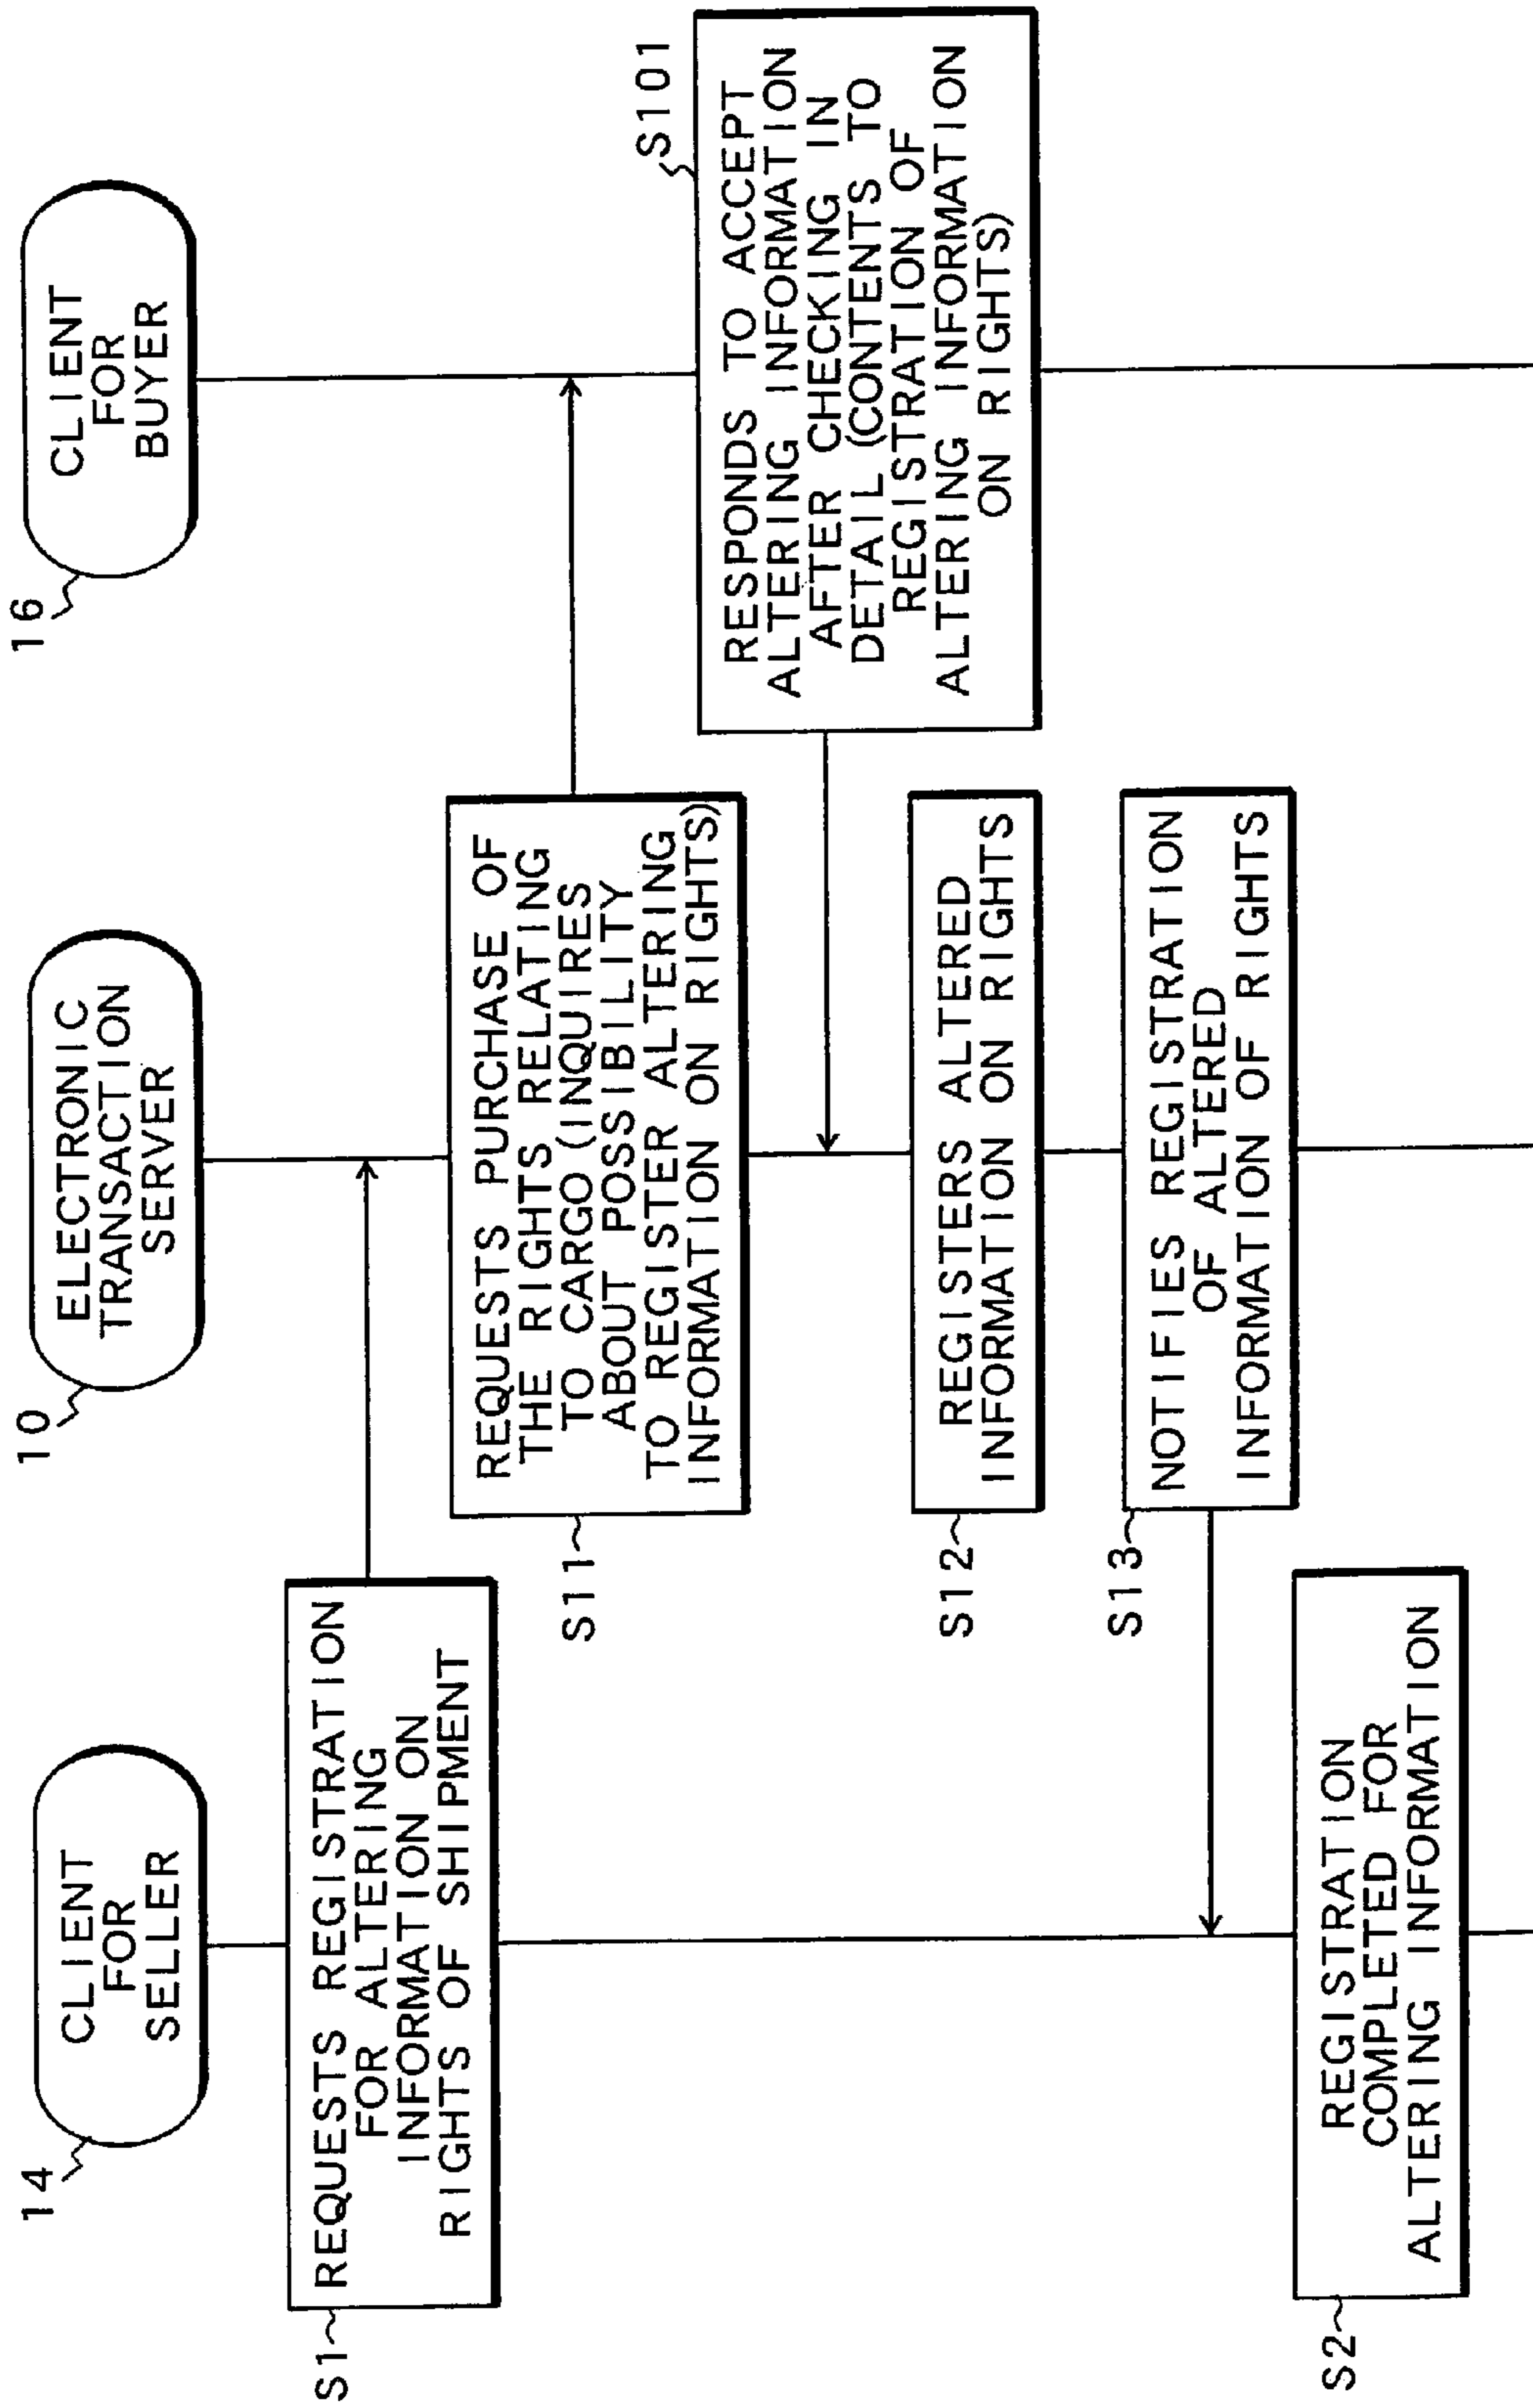 14
CLIENT
FOR
SELLER
10
ELECTRONIC
TRANSACTION
SERVER
16
CLIENT
FOR
BUYER
S1
REQUESTS REGISTRATION
FOR ALTERING
INFORMATION ON
RIGHTS OF SHIPMENT
S11
REQUESTS PURCHASE OF
THE RIGHTS RELATING
TO CARGO (INQUIRES
ABOUT POSSIBILITY
TO REGISTER ALTERING
INFORMATION ON RIGHTS)
S101
RESPONDS TO ACCEPT
ALTERING INFORMATION
AFTER CHECKING IN
DETAIL (CONTENTS TO
REGISTRATION OF
ALTERING INFORMATION
ON RIGHTS)
S12
REGISTERS ALTERED
INFORMATION ON RIGHTS
S13
NOTIFIES REGISTRATION
OF ALTERED
INFORMATION OF RIGHTS
S2
REGISTRATION
COMPLETED FOR
ALTERING INFORMATION